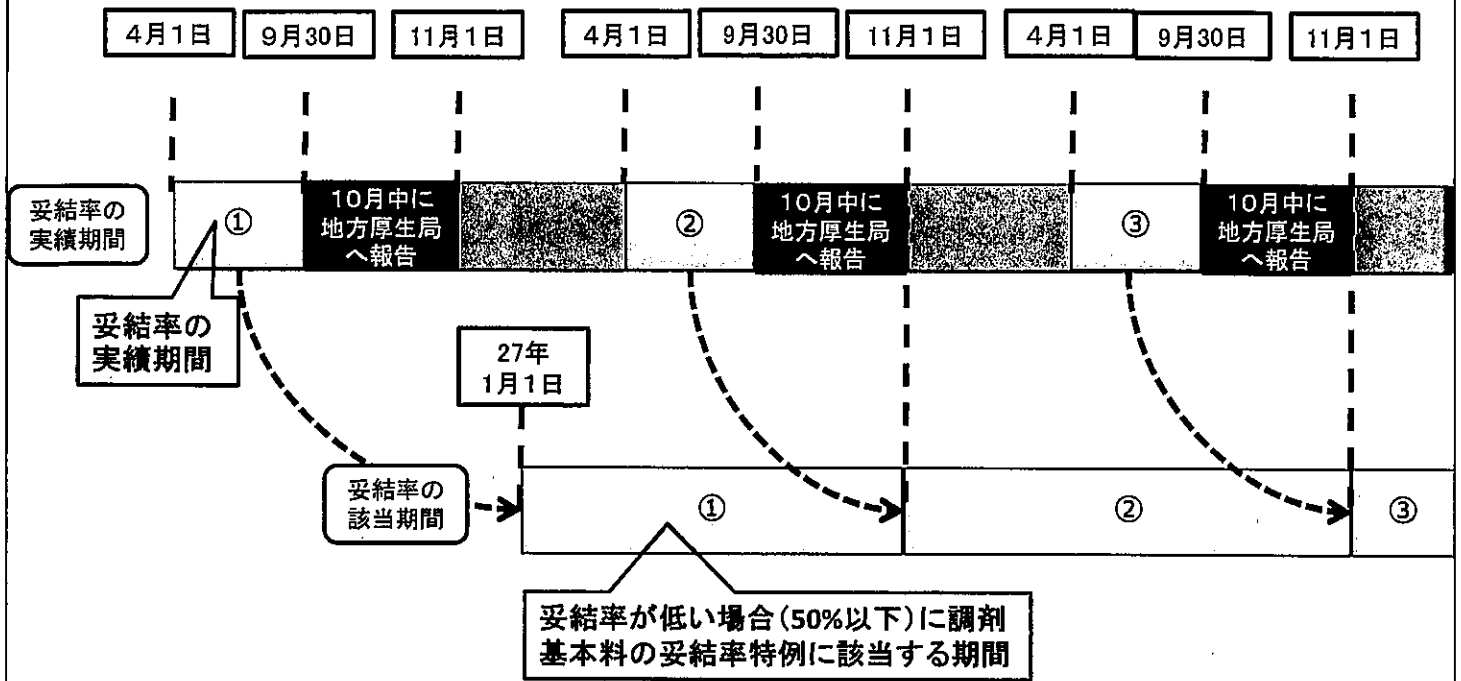 4月1日
9月30日
11月1日
4月1日
9月30日
11月1日
4月1日
9月30日
11月1日
妥結率の
実績期間
①
10月中に
地方厚生局
へ報告
②
10月中に
地方厚生局
へ報告
③
10月中に
地方厚生局
へ報告
妥結率の
実績期間
27年
1月1日
妥結率の
該当期間
①
②
③
妥結率が低い場合(50%以下)に調剤
基本料の妥結率特例に該当する期間